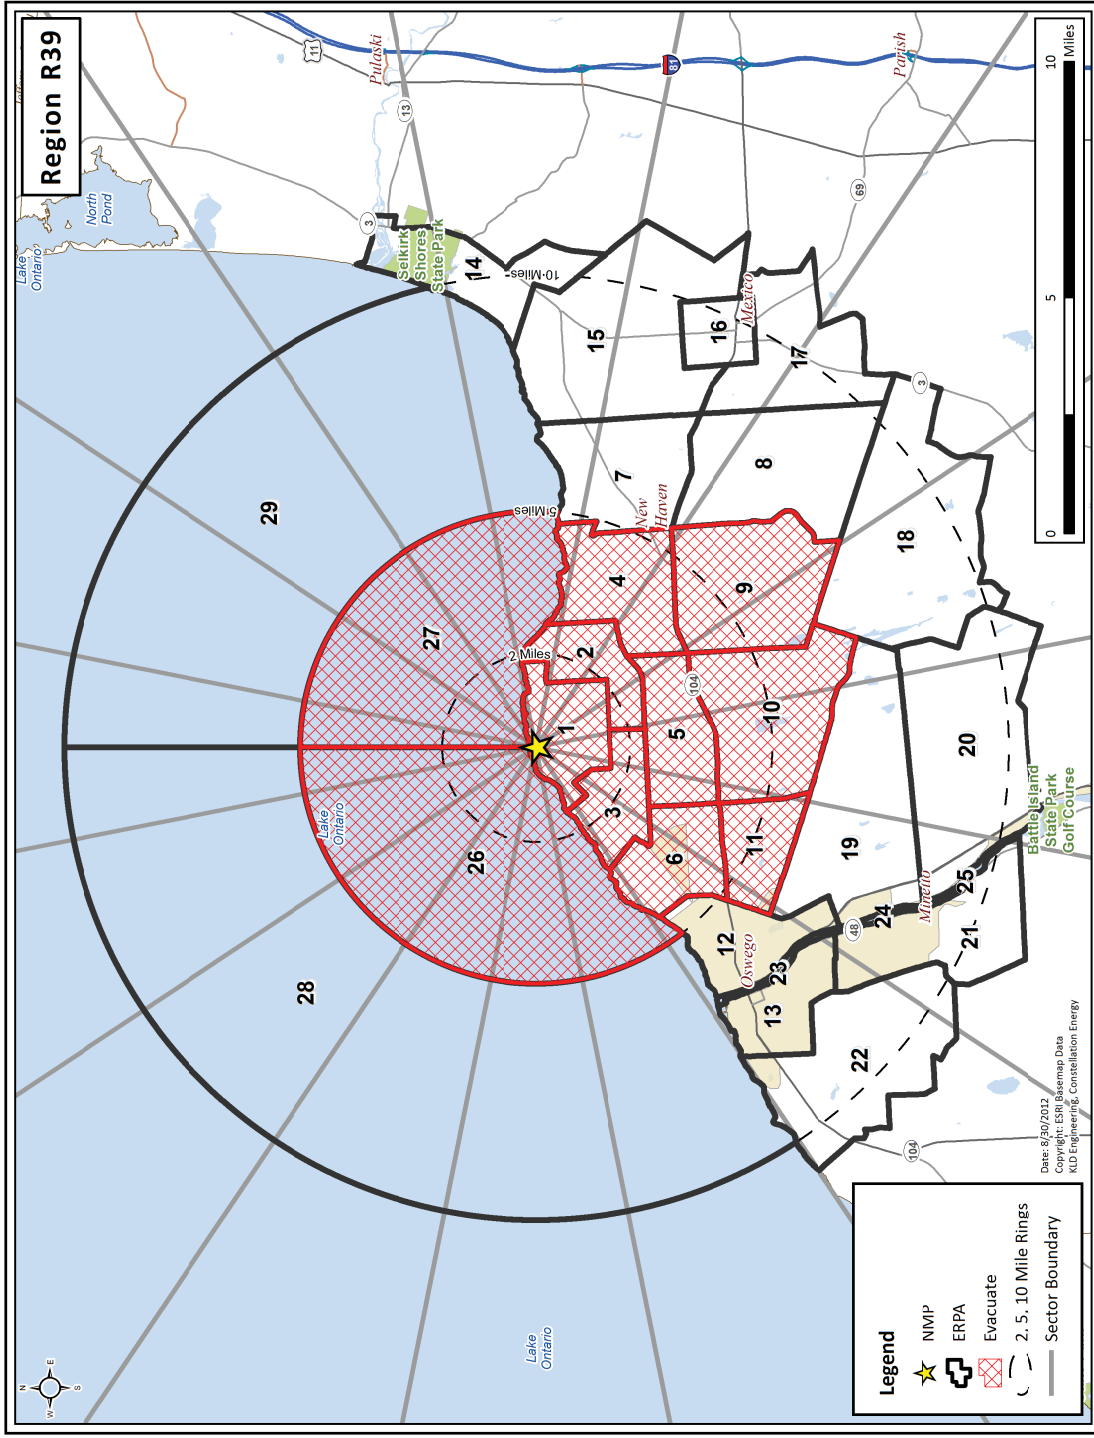 Region R39
Jefferson
11
Pulaski
81
Parish
13
North
Pond
Lake
Ontario
3
Selkirk
Shores
State Park
14
10 Miles
69
15
16
Mexico
17
3
29
7
8
New
Haven
5 Miles
18
27
4
9
2 Miles
2
104
10
1
5
20
Lake
Ontario
3
26
6
11
19
Battle Island
State Park
Golf Course
28
12
Oswego
23
13
48
24
Minetto
25
21
22
104
Lake
Ontario
N
W
E
S
0
5
10
Miles
Date: 8/30/2012
Copyright: ESRI Basemap Data
KLD Engineering, Constellation Energy
Legend
NMP
ERPA
Evacuate
2, 5, 10 Mile Rings
Sector Boundary